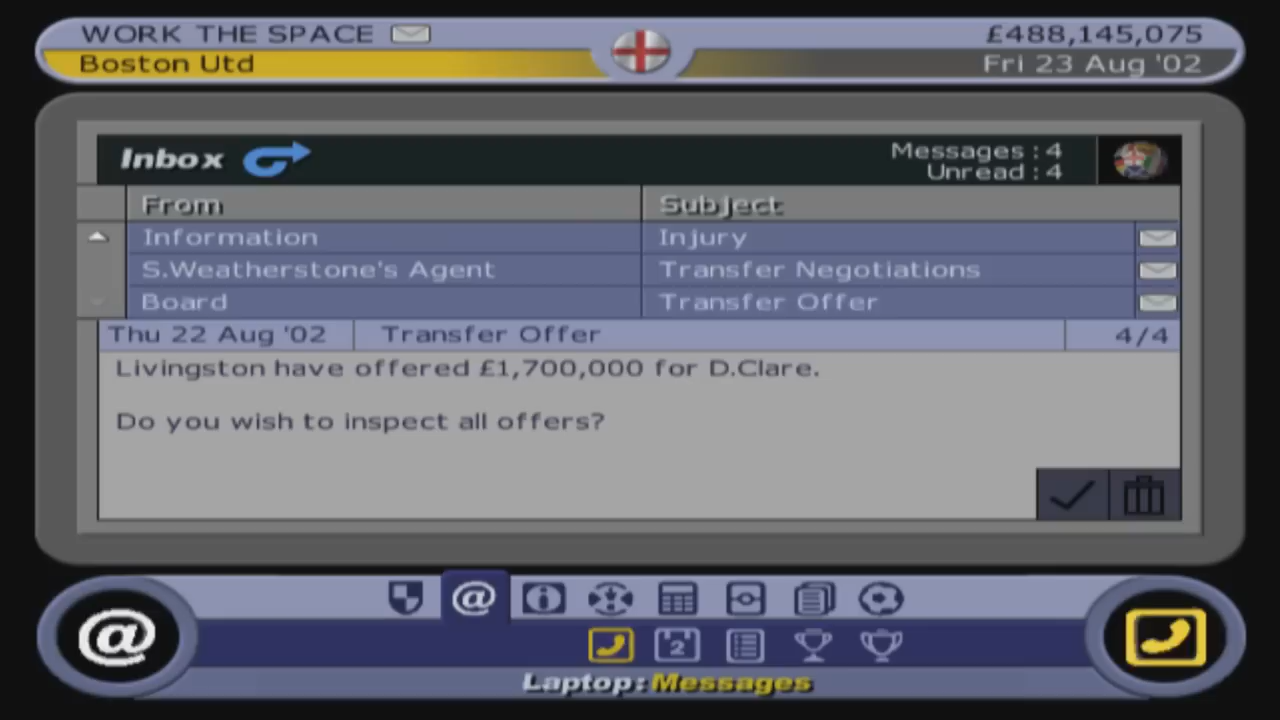 WORK THE SPACE
£488,145,075
Boston Utd
Fri 23 Aug '02
Inbox
Messages : 4
Unread : 4
From
Subject
Information
Injury
S.Weatherstone's Agent
Transfer Negotiations
Board
Transfer Offer
Thu 22 Aug '02
Transfer Offer
4/4
Livingston have offered £1,700,000 for D.Clare.
Do you wish to inspect all offers?
@
@
2
Laptop:Messages